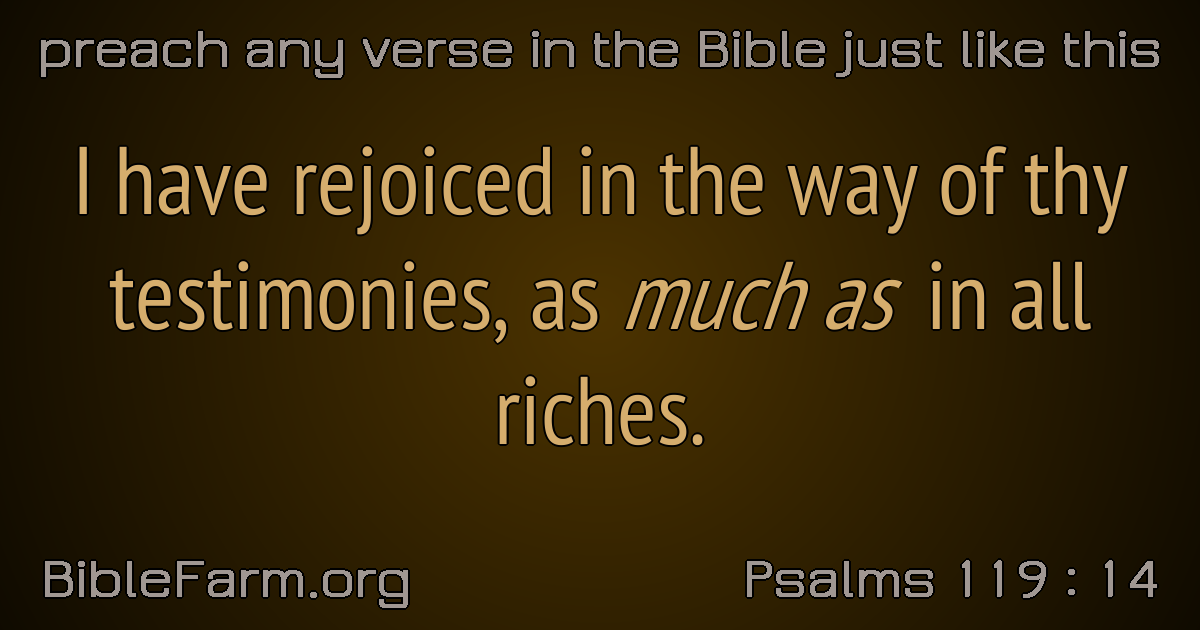 preach any verse in the Bible just like this
I have rejoiced in the way of thy
testimonies, as much as in all
riches.
BibleFarm.org
Psalms 119 : 14